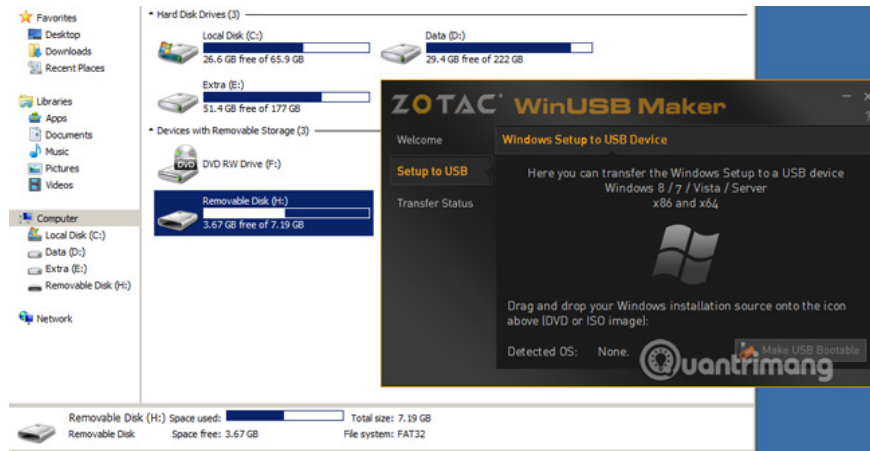 Favorites
Desktop
Downloads
Recent Places
Libraries
Apps
Documents
Music
Pictures
Videos
Computer
Local Disk (C:)
Data (D:)
Extra (E:)
Removable Disk (H:)
Network
Hard Disk Drives (3)
Local Disk (C:)
26.6 GB free of 65.9 GB
Data (D:)
29.4 GB free of 222 GB
Extra (E:)
51.4 GB free of 177 GB
Devices with Removable Storage (3)
DVD
DVD RW Drive (F:)
Removable Disk (H:)
3.67 GB free of 7.19 GB
ZOTAC WinUSB Maker
?
Welcome
Setup to USB
Transfer Status
Windows Setup to USB Device
Here you can transfer the Windows Setup to a USB device
Windows 8 / 7 / Vista / Server
x86 and x64
Drag and drop your Windows installation source onto the icon
above (DVD or ISO image):
Detected OS: None.
Make USB Bootable
Quantrimang
Removable Disk (H:) Space used: Total size: 7.19 GB
Removable Disk Space free: 3.67 GB File system: FAT32